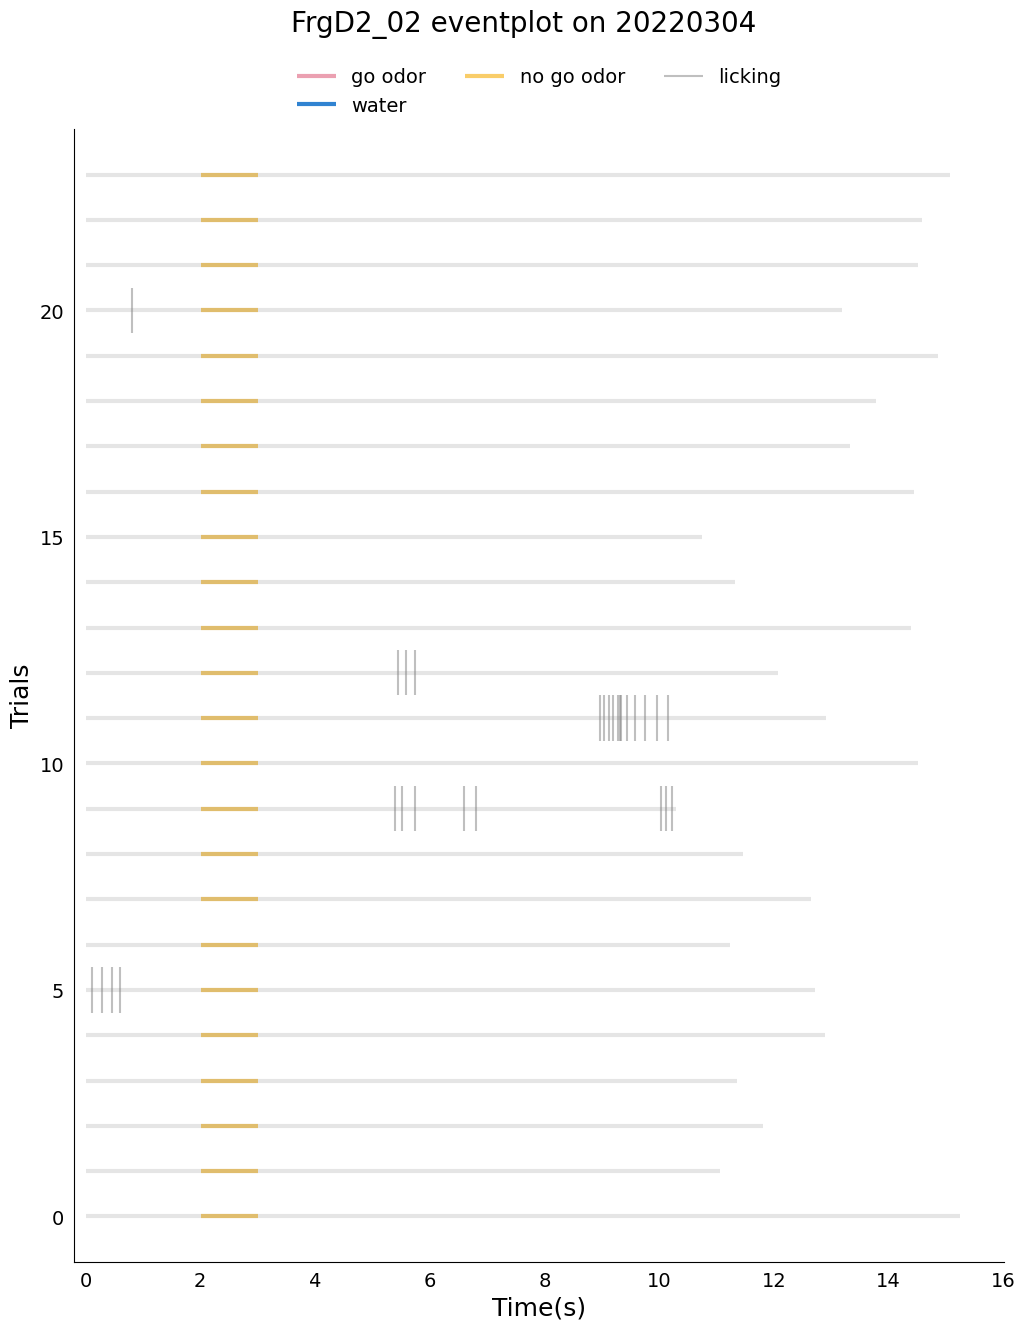 FrgD2_02 eventplot on 20220304
go odor
no go odor
licking
water
20
15
10
5
0
Trials
0 2 4 6 8 10 12 14 16
Time(s)